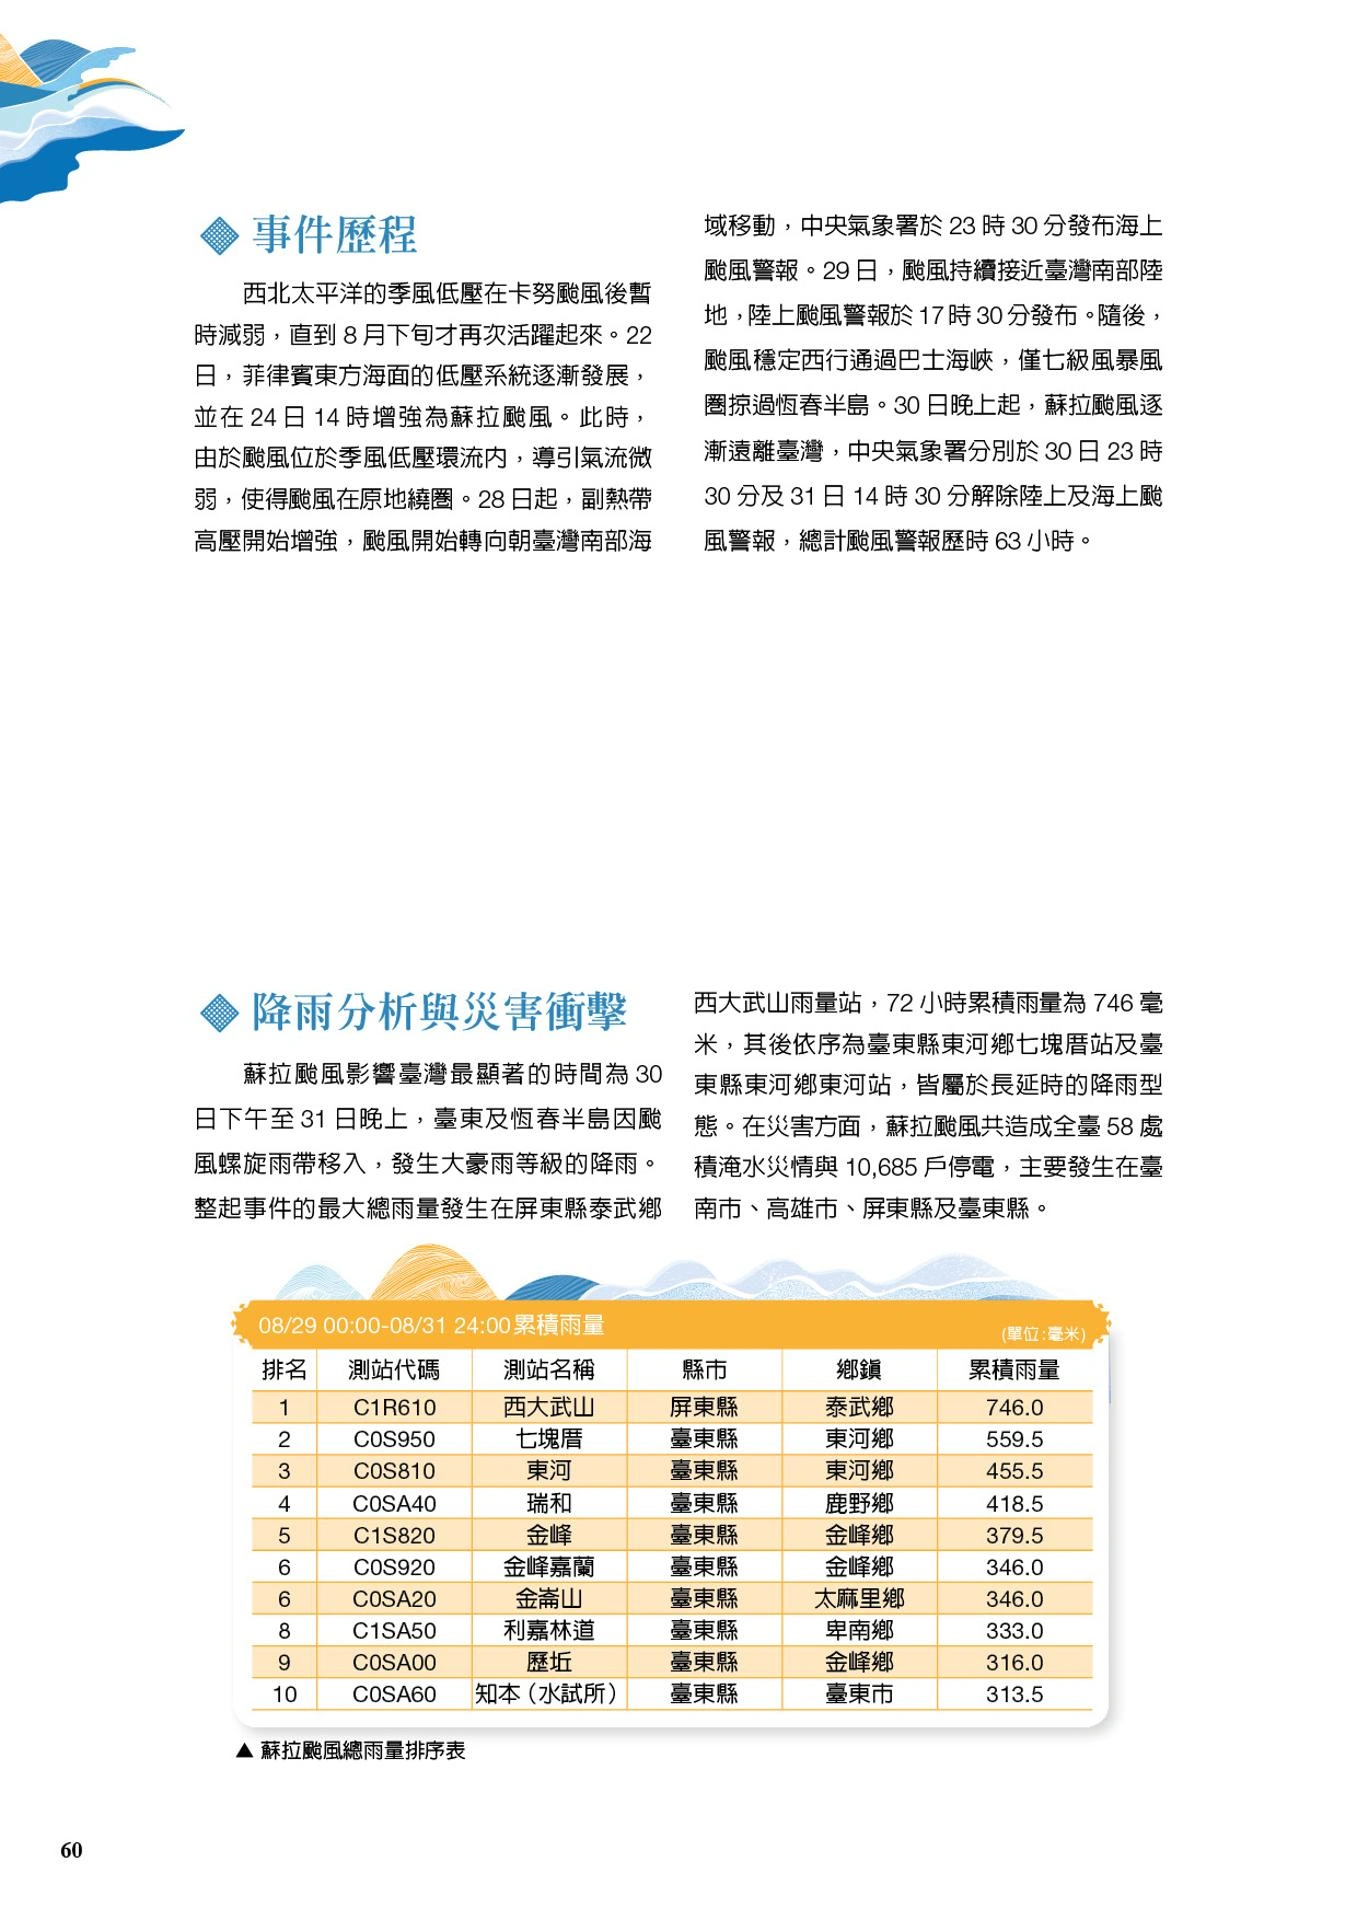 事件歷程
西北太平洋的季風低壓在卡努颱風後暫
時減弱，直到 8 月下旬才再次活躍起來。22
日，菲律賓東方海面的低壓系統逐漸發展，
並在 24 日 14 時增強為蘇拉颱風。此時，
由於颱風位於季風低壓環流內，導引氣流微
弱，使得颱風在原地繞圈。28 日起，副熱帶
高壓開始增強，颱風開始轉向朝臺灣南部海
域移動，中央氣象署於 23 時 30 分發布海上
颱風警報。29 日，颱風持續接近臺灣南部陸
地，陸上颱風警報於 17 時 30 分發布。隨後，
颱風穩定西行通過巴士海峽，僅七級風暴風
圈掠過恆春半島。30 日晚上起，蘇拉颱風逐
漸遠離臺灣，中央氣象署分別於 30 日 23 時
30 分及 31 日 14 時 30 分解除陸上及海上颱
風警報，總計颱風警報歷時 63 小時。
降雨分析與災害衝擊
蘇拉颱風影響臺灣最顯著的時間為 30
日下午至 31 日晚上，臺東及恆春半島因颱
風螺旋雨帶移入，發生大豪雨等級的降雨。
整起事件的最大總雨量發生在屏東縣泰武鄉
西大武山雨量站，72 小時累積雨量為 746 毫
米，其後依序為臺東縣東河鄉七塊厝站及臺
東縣東河鄉東河站，皆屬於長延時的降雨型
態。在災害方面，蘇拉颱風共造成全臺 58 處
積淹水災情與 10,685 戶停電，主要發生在臺
南市、高雄市、屏東縣及臺東縣。
08/29 00:00-08/31 24:00累積雨量 (單位:毫米)
排名 測站代碼 測站名稱 縣市 鄉鎮 累積雨量
1 C1R610 西大武山 屏東縣 泰武鄉 746.0
2 C0S950 七塊厝 臺東縣 東河鄉 559.5
3 C0S810 東河 臺東縣 東河鄉 455.5
4 C0SA40 瑞和 臺東縣 鹿野鄉 418.5
5 C1S820 金峰 臺東縣 金峰鄉 379.5
6 C0S920 金峰嘉蘭 臺東縣 金峰鄉 346.0
6 C0SA20 金崙山 臺東縣 太麻里鄉 346.0
8 C1SA50 利嘉林道 臺東縣 卑南鄉 333.0
9 C0SA00 歷坵 臺東縣 金峰鄉 316.0
10 C0SA60 知本（水試所） 臺東縣 臺東市 313.5
▲ 蘇拉颱風總雨量排序表
60